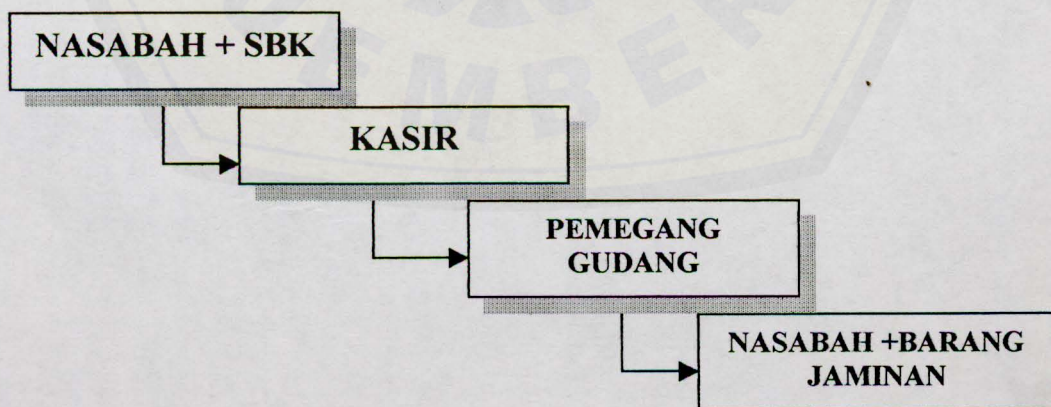 NASABAH + SBK
KASIR
PEMEGANG
GUDANG
NASABAH +BARANG
JAMINAN